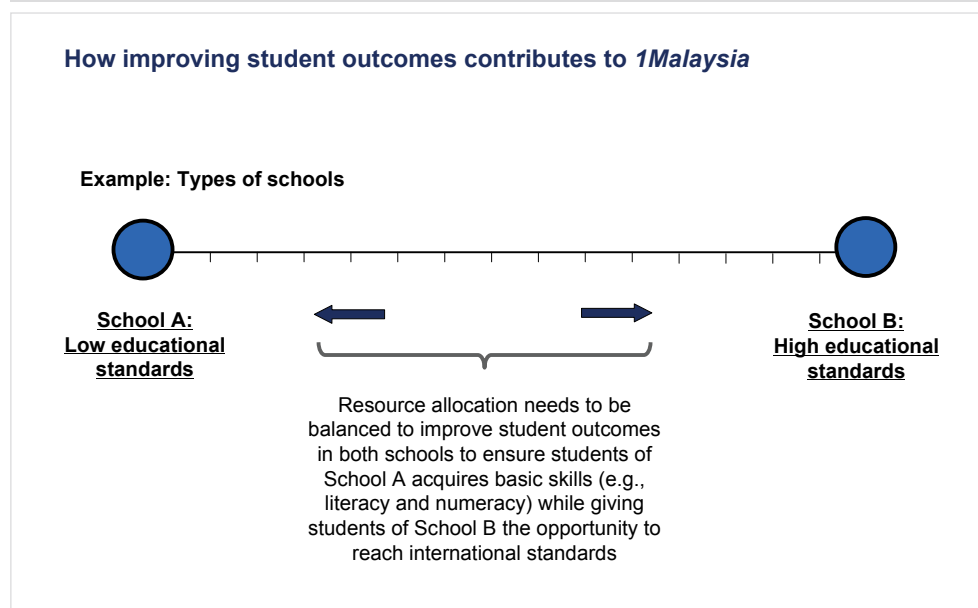 How improving student outcomes contributes to 1Malaysia
Example: Types of schools
School A:
Low educational
standards
School B:
High educational
standards
Resource allocation needs to be
balanced to improve student outcomes
in both schools to ensure students of
School A acquires basic skills (e.g.,
literacy and numeracy) while giving
students of School B the opportunity to
reach international standards